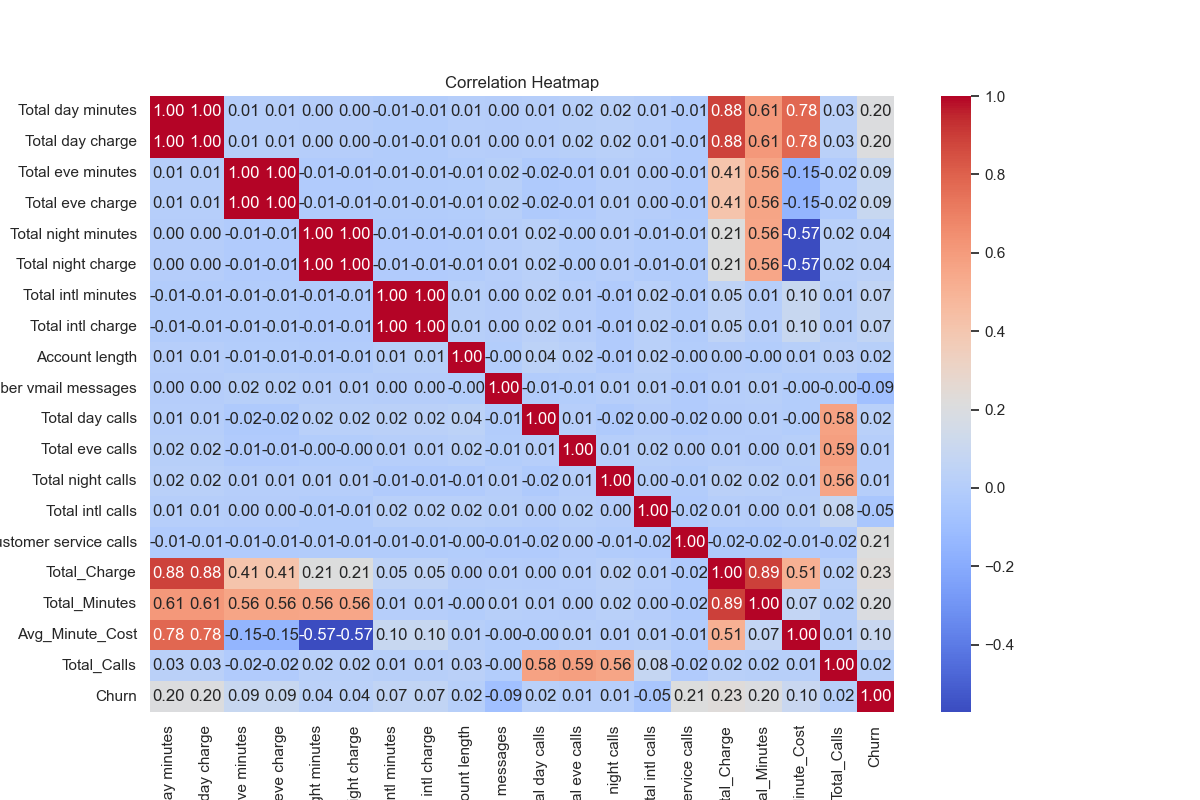 Correlation Heatmap
Total day minutes 1.00 1.00 0.01 0.01 0.00 0.00 -0.01 -0.01 0.01 0.00 0.01 0.02 0.02 0.01 -0.01 0.88 0.61 0.78 0.03 0.20
Total day charge 1.00 1.00 0.01 0.01 0.00 0.00 -0.01 -0.01 0.01 0.00 0.01 0.02 0.02 0.01 -0.01 0.88 0.61 0.78 0.03 0.20
Total eve minutes 0.01 0.01 1.00 1.00 -0.01 -0.01 -0.01 -0.01 -0.01 0.02 -0.02 -0.01 0.01 0.00 -0.01 0.41 0.56 -0.15 -0.02 0.09
Total eve charge 0.01 0.01 1.00 1.00 -0.01 -0.01 -0.01 -0.01 -0.01 0.02 -0.02 -0.01 0.01 0.00 -0.01 0.41 0.56 -0.15 -0.02 0.09
Total night minutes 0.00 0.00 -0.01 -0.01 1.00 1.00 -0.01 -0.01 -0.01 0.01 0.02 -0.00 0.01 -0.01 -0.01 0.21 0.56 -0.57 0.02 0.04
Total night charge 0.00 0.00 -0.01 -0.01 1.00 1.00 -0.01 -0.01 -0.01 0.01 0.02 -0.00 0.01 -0.01 -0.01 0.21 0.56 -0.57 0.02 0.04
Total intl minutes -0.01 -0.01 -0.01 -0.01 -0.01 -0.01 1.00 1.00 0.01 0.00 0.02 0.01 -0.01 0.02 -0.01 0.05 0.01 0.10 0.01 0.07
Total intl charge -0.01 -0.01 -0.01 -0.01 -0.01 -0.01 1.00 1.00 0.01 0.00 0.02 0.01 -0.01 0.02 -0.01 0.05 0.01 0.10 0.01 0.07
Account length 0.01 0.01 -0.01 -0.01 -0.01 -0.01 0.01 0.01 1.00 -0.00 0.04 0.02 -0.01 0.02 -0.00 0.00 -0.00 0.01 0.03 0.02
ber vmail messages 0.00 0.00 0.02 0.02 0.01 0.01 0.00 0.00 -0.00 1.00 -0.01 -0.01 0.01 0.01 -0.01 0.01 0.01 -0.00 -0.00 -0.09
Total day calls 0.01 0.01 -0.02 -0.02 0.02 0.02 0.02 0.02 0.04 -0.01 1.00 0.01 -0.02 0.00 -0.02 0.00 0.01 -0.00 0.58 0.02
Total eve calls 0.02 0.02 -0.01 -0.01 -0.00 -0.00 0.01 0.01 0.02 -0.01 0.01 1.00 0.01 0.02 0.00 0.01 0.00 0.01 0.59 0.01
Total night calls 0.02 0.02 0.01 0.01 0.01 0.01 -0.01 -0.01 -0.01 0.01 -0.02 0.01 1.00 0.00 -0.01 0.02 0.02 0.01 0.56 0.01
Total intl calls 0.01 0.01 0.00 0.00 -0.01 -0.01 0.02 0.02 0.02 0.01 0.00 0.02 0.00 1.00 -0.02 0.01 0.00 0.01 0.08 -0.05
ustomer service calls -0.01 -0.01 -0.01 -0.01 -0.01 -0.01 -0.01 -0.01 -0.00 -0.01 -0.02 0.00 -0.01 -0.02 1.00 -0.02 -0.02 -0.01 -0.02 0.21
Total_Charge 0.88 0.88 0.41 0.41 0.21 0.21 0.05 0.05 0.00 0.01 0.00 0.01 0.02 0.01 -0.02 1.00 0.89 0.51 0.02 0.23
Total_Minutes 0.61 0.61 0.56 0.56 0.56 0.56 0.01 0.01 -0.00 0.01 0.01 0.00 0.02 0.00 -0.02 0.89 1.00 0.07 0.02 0.20
Avg_Minute_Cost 0.78 0.78 -0.15 -0.15 -0.57 -0.57 0.10 0.10 0.01 -0.00 -0.00 0.01 0.01 0.01 -0.01 0.51 0.07 1.00 0.01 0.10
Total_Calls 0.03 0.03 -0.02 -0.02 0.02 0.02 0.01 0.01 0.03 -0.00 0.58 0.59 0.56 0.08 -0.02 0.02 0.02 0.01 1.00 0.02
Churn 0.20 0.20 0.09 0.09 0.04 0.04 0.07 0.07 0.02 -0.09 0.02 0.01 0.01 -0.05 0.21 0.23 0.20 0.10 0.02 1.00
ay minutes
day charge
ve minutes
eve charge
ght minutes
ght charge
ntl minutes
intl charge
ount length
messages
al day calls
al eve calls
night calls
tal intl calls
ervice calls
tal_Charge
al_Minutes
inute_Cost
Total_Calls
Churn
1.0
0.8
0.6
0.4
0.2
0.0
−0.2
−0.4